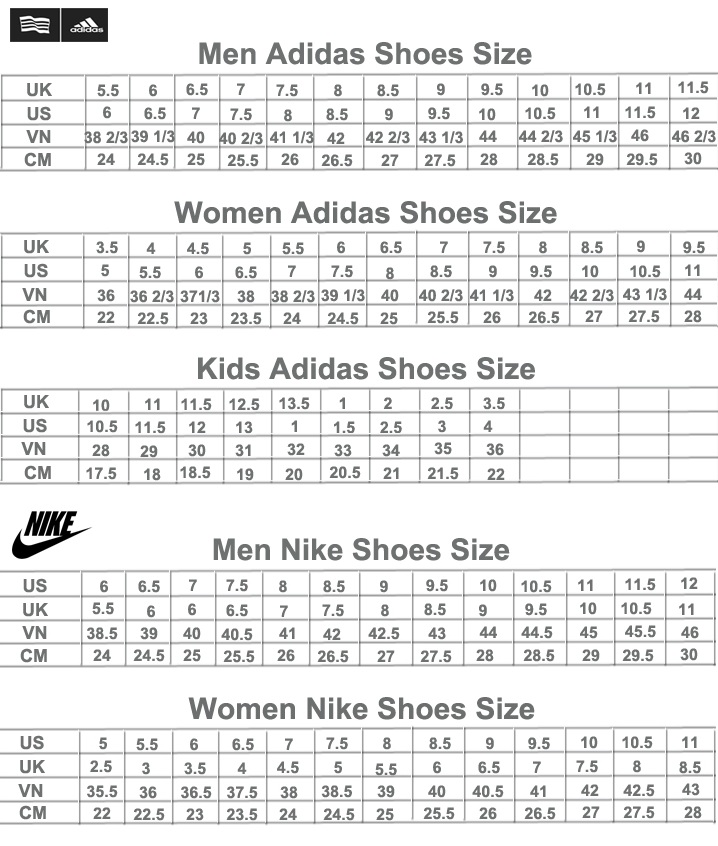 adidas
Men Adidas Shoes Size
UK 5.5 6 6.5 7 7.5 8 8.5 9 9.5 10 10.5 11 11.5
US 6 6.5 7 7.5 8 8.5 9 9.5 10 10.5 11 11.5 12
VN 38 2/3 39 1/3 40 40 2/3 41 1/3 42 42 2/3 43 1/3 44 44 2/3 45 1/3 46 46 2/3
CM 24 24.5 25 25.5 26 26.5 27 27.5 28 28.5 29 29.5 30
Women Adidas Shoes Size
UK 3.5 4 4.5 5 5.5 6 6.5 7 7.5 8 8.5 9 9.5
US 5 5.5 6 6.5 7 7.5 8 8.5 9 9.5 10 10.5 11
VN 36 36 2/3 371/3 38 38 2/3 39 1/3 40 40 2/3 41 1/3 42 42 2/3 43 1/3 44
CM 22 22.5 23 23.5 24 24.5 25 25.5 26 26.5 27 27.5 28
Kids Adidas Shoes Size
UK 10 11 11.5 12.5 13.5 1 2 2.5 3.5
US 10.5 11.5 12 13 1 1.5 2.5 3 4
VN 28 29 30 31 32 33 34 35 36
CM 17.5 18 18.5 19 20 20.5 21 21.5 22
NIKE
Men Nike Shoes Size
US 6 6.5 7 7.5 8 8.5 9 9.5 10 10.5 11 11.5 12
UK 5.5 6 6 6.5 7 7.5 8 8.5 9 9.5 10 10.5 11
VN 38.5 39 40 40.5 41 42 42.5 43 44 44.5 45 45.5 46
CM 24 24.5 25 25.5 26 26.5 27 27.5 28 28.5 29 29.5 30
Women Nike Shoes Size
US 5 5.5 6 6.5 7 7.5 8 8.5 9 9.5 10 10.5 11
UK 2.5 3 3.5 4 4.5 5 5.5 6 6.5 7 7.5 8 8.5
VN 35.5 36 36.5 37.5 38 38.5 39 40 40.5 41 42 42.5 43
CM 22 22.5 23 23.5 24 24.5 25 25.5 26 26.5 27 27.5 28